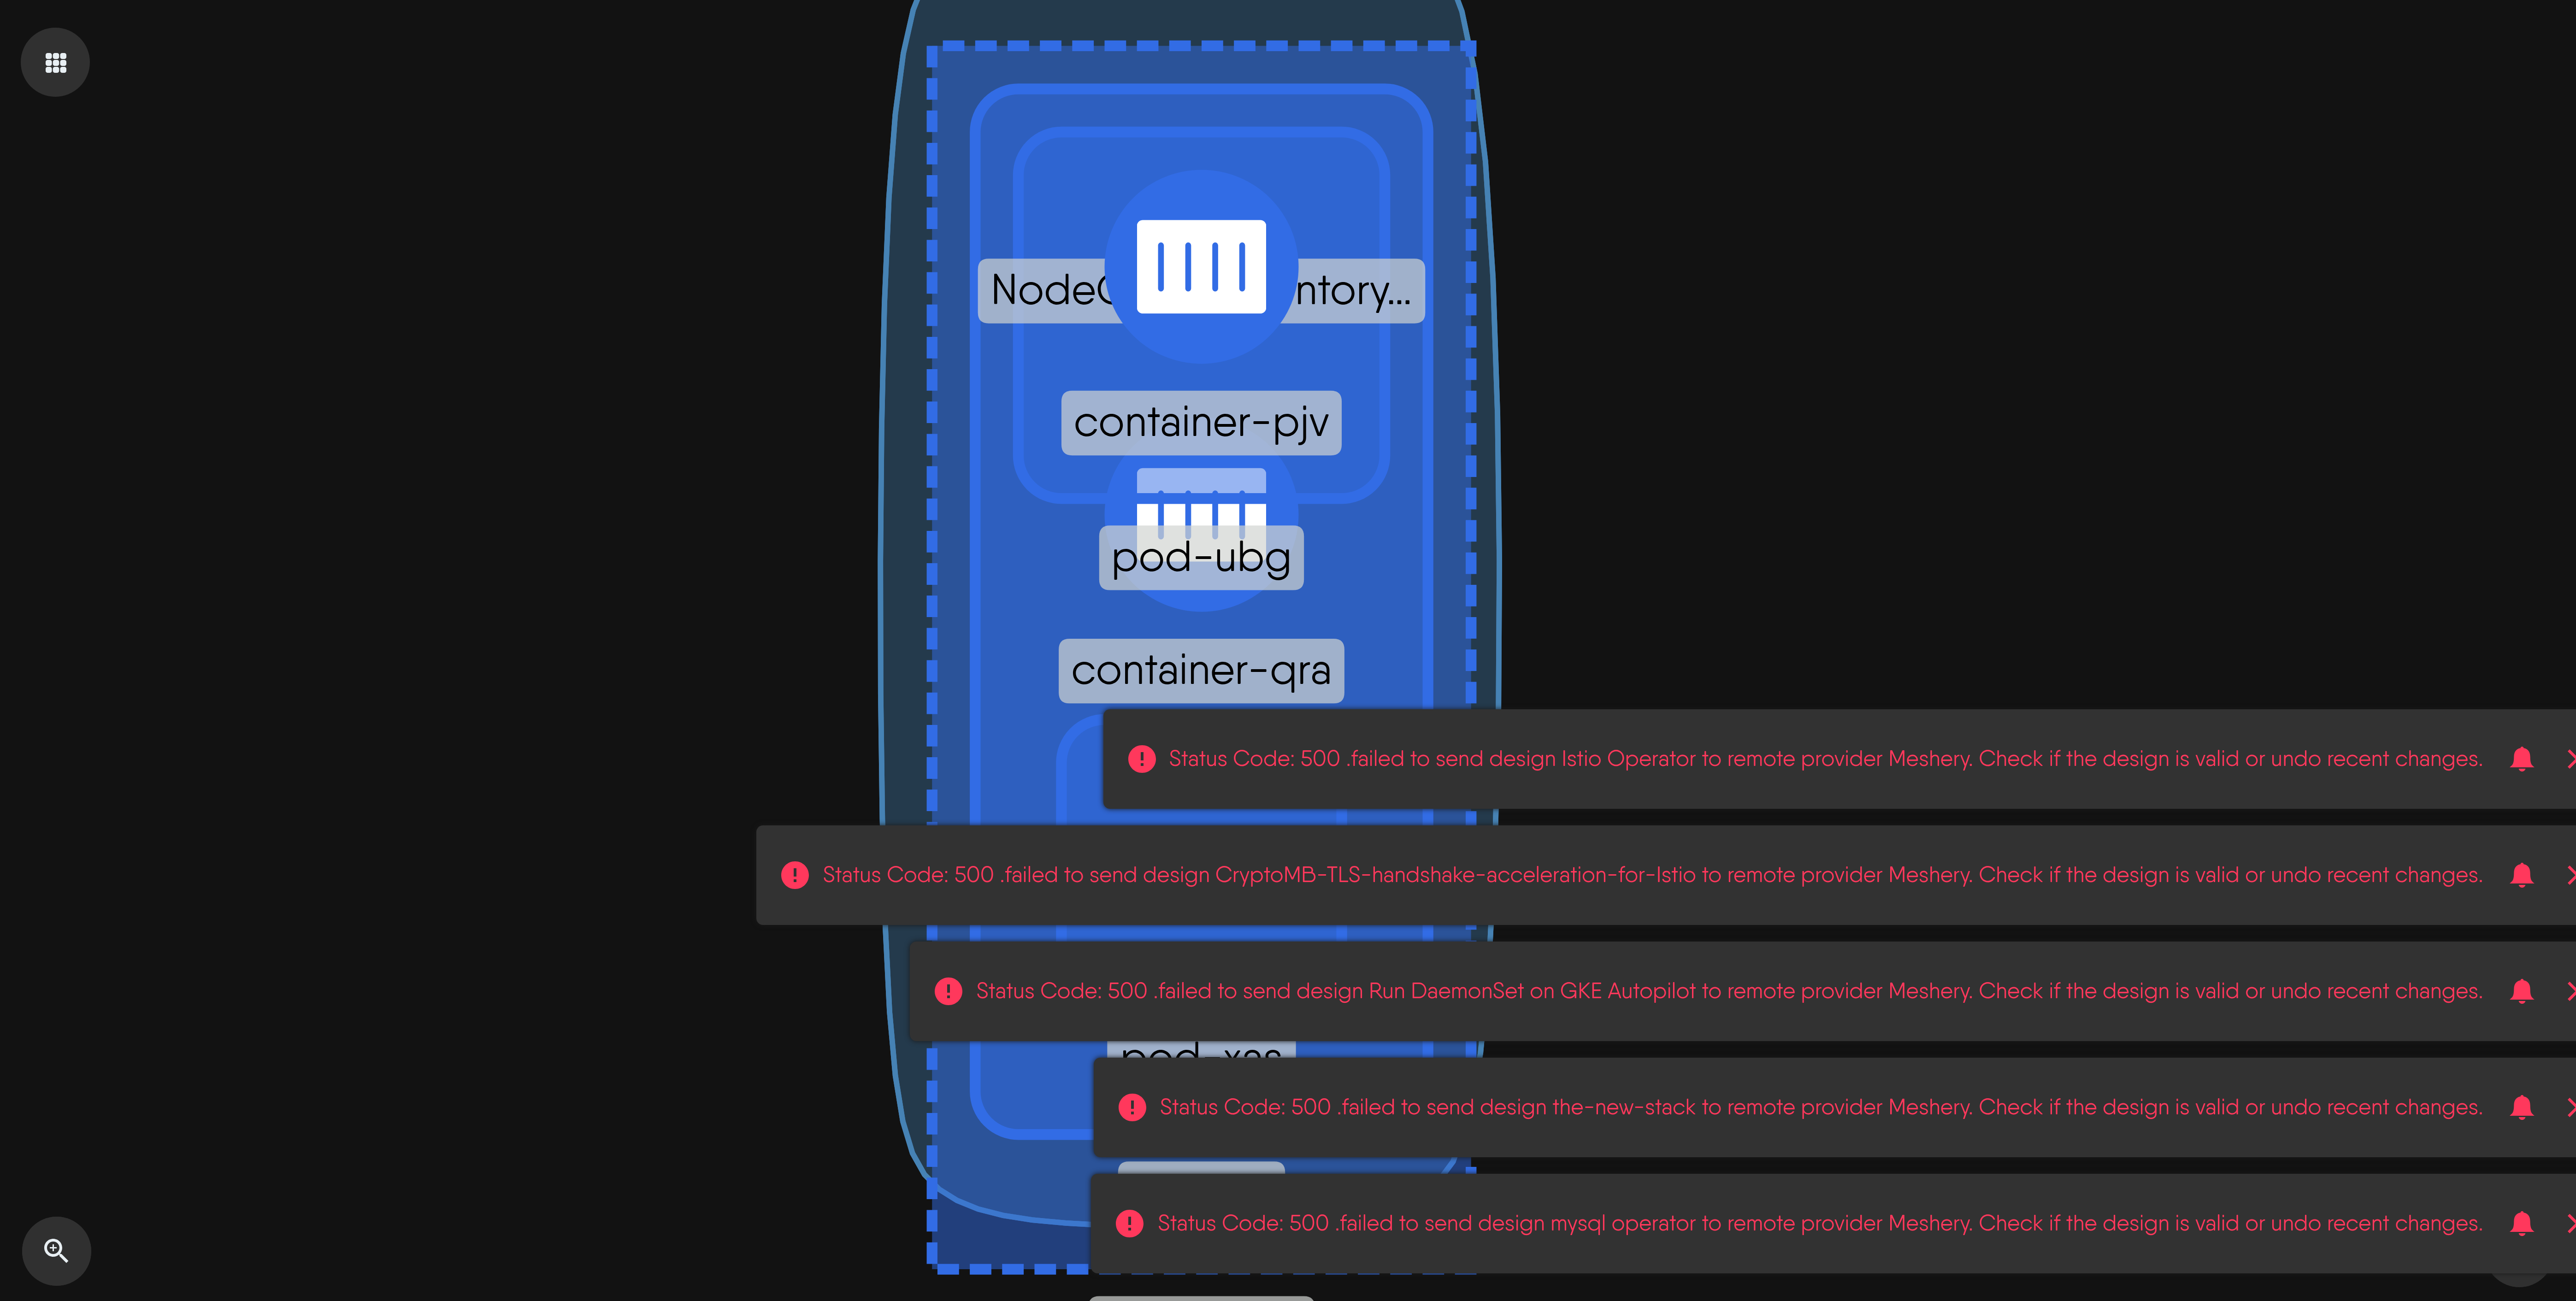 NodeC ntory...
container-pjv
pod-ubg
container-qra
Status Code: 500 .failed to send design Istio Operator to remote provider Meshery. Check if the design is valid or undo recent changes.
Status Code: 500 .failed to send design CryptoMB-TLS-handshake-acceleration-for-Istio to remote provider Meshery. Check if the design is valid or undo recent changes.
Status Code: 500 .failed to send design Run DaemonSet on GKE Autopilot to remote provider Meshery. Check if the design is valid or undo recent changes.
pod-xas
Status Code: 500 .failed to send design the-new-stack to remote provider Meshery. Check if the design is valid or undo recent changes.
Status Code: 500 .failed to send design mysql operator to remote provider Meshery. Check if the design is valid or undo recent changes.